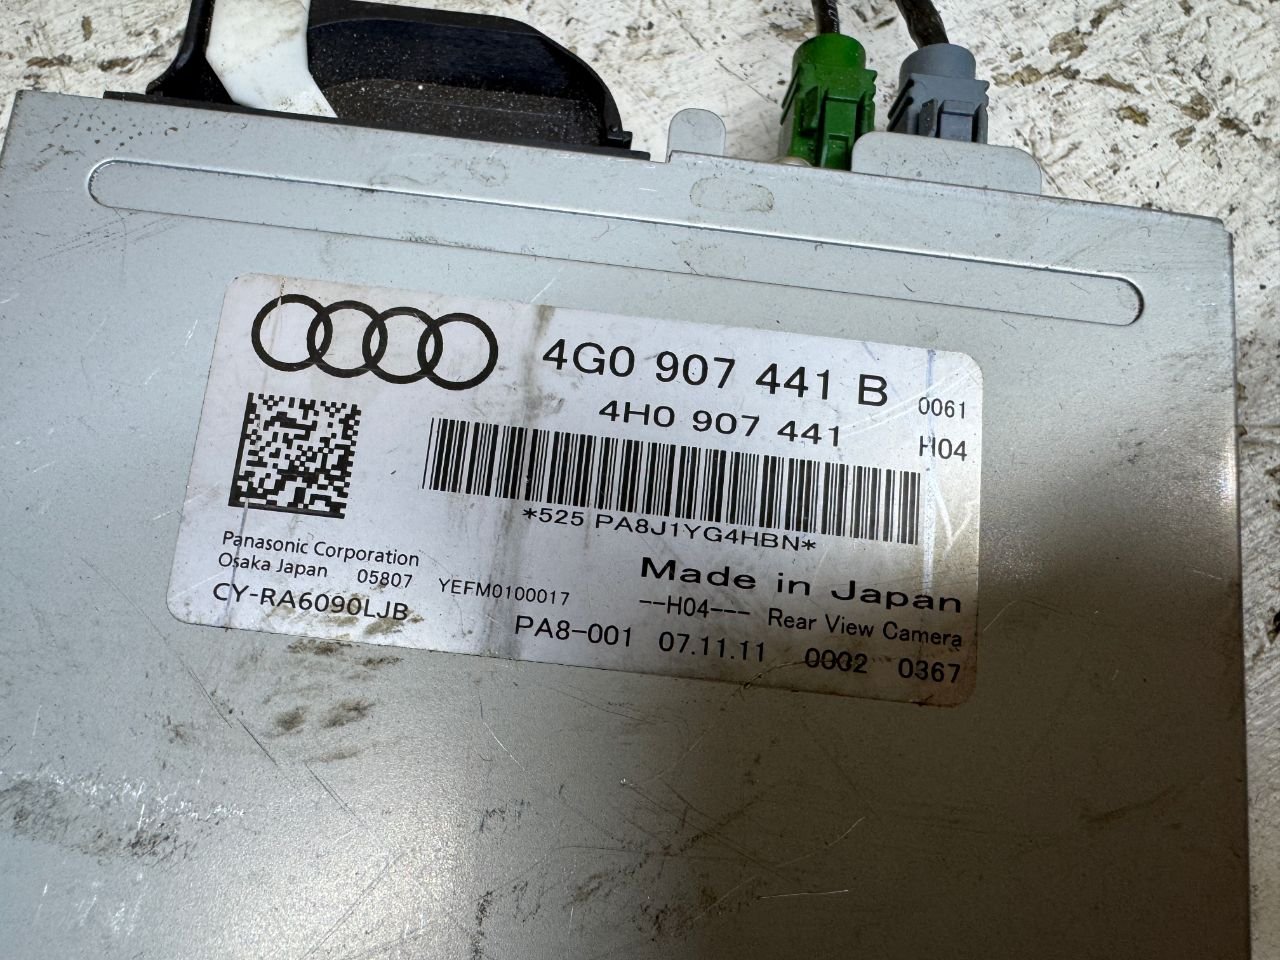 4G0 907 441 B 0061
4H0 907 441 H04
*525 PA8J1YG4HBN*
Panasonic Corporation
Osaka Japan 05807 YEFM0100017
Made in Japan
CY-RA6090LJB
--H04--- Rear View Camera
PA8-001 07.11.11 0002 0367